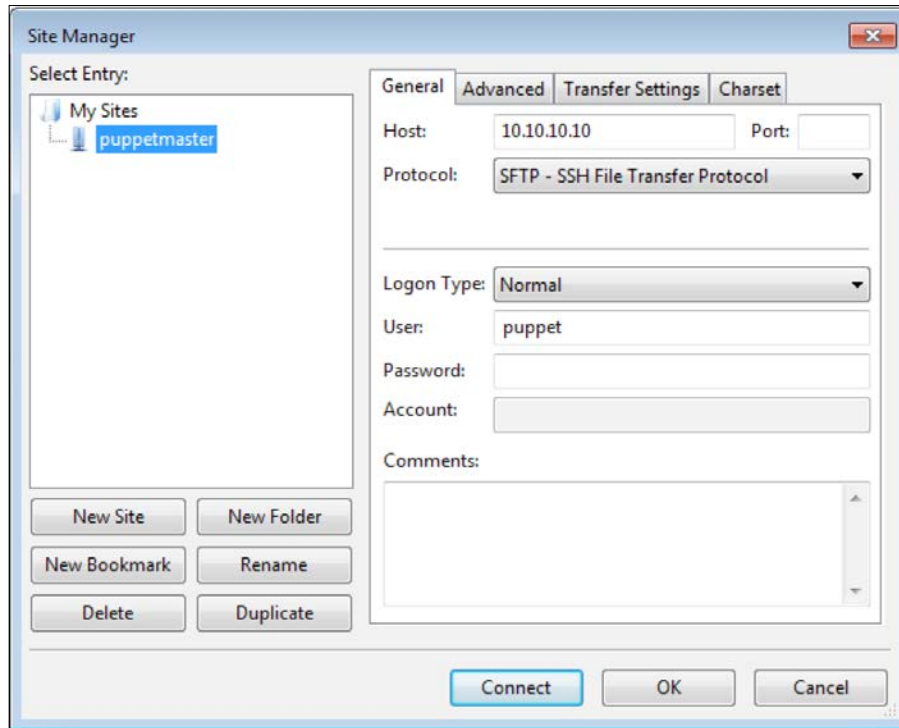 Site Manager
Select Entry:
My Sites
puppetmaster
New Site
New Folder
New Bookmark
Rename
Delete
Duplicate
General
Advanced
Transfer Settings
Charset
Host:
10.10.10.10
Port:
Protocol:
SFTP - SSH File Transfer Protocol
Logon Type:
Normal
User:
puppet
Password:
Account:
Comments:
Connect
OK
Cancel